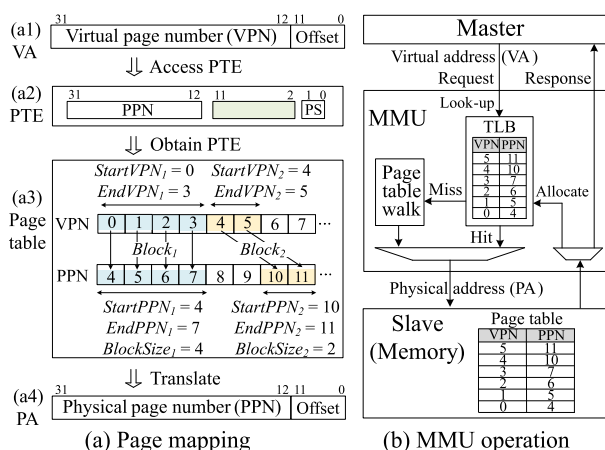 (a1) VA
31 12 11 0
Virtual page number (VPN) Offset
Access PTE
(a2) PTE
31 12 11 2 1 0
PPN PS
Obtain PTE
(a3) Page table
StartVPN1 = 0 StartVPN2 = 4
EndVPN1 = 3 EndVPN2 = 5
VPN 0 1 2 3 4 5 6 7 ...
Block1 Block2
PPN 4 5 6 7 8 9 10 11 ...
StartPPN1 = 4 StartPPN2 = 10
EndPPN1 = 7 EndPPN2 = 11
BlockSize1 = 4 BlockSize2 = 2
Translate
(a4) PA
31 12 11 0
Physical page number (PPN) Offset
(a) Page mapping
Master
Virtual address (VA)
Request Response
Look-up
MMU
TLB
VPN PPN
5 11
4 10
3 7
2 6
1 5
0 4
Page table walk
Miss
Allocate
Hit
Physical address (PA)
Slave (Memory)
Page table
VPN PPN
5 11
4 10
3 7
2 6
1 5
0 4
(b) MMU operation